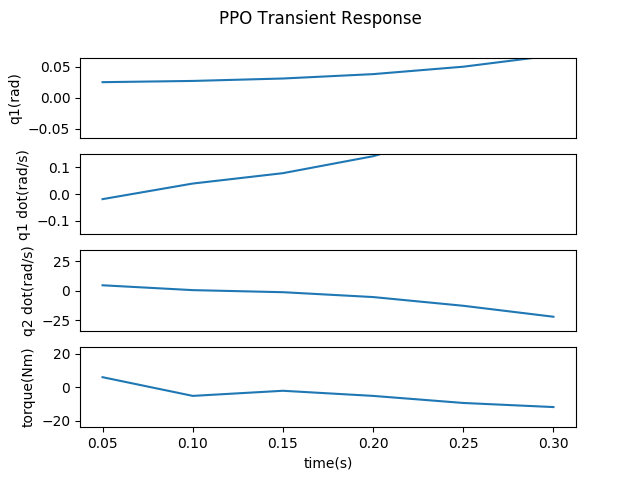 PPO Transient Response
q1(rad)
0.05
0.00
−0.05
q1 dot(rad/s)
0.1
0.0
−0.1
q2 dot(rad/s)
25
0
−25
torque(Nm)
20
0
−20
0.05 0.10 0.15 0.20 0.25 0.30
time(s)